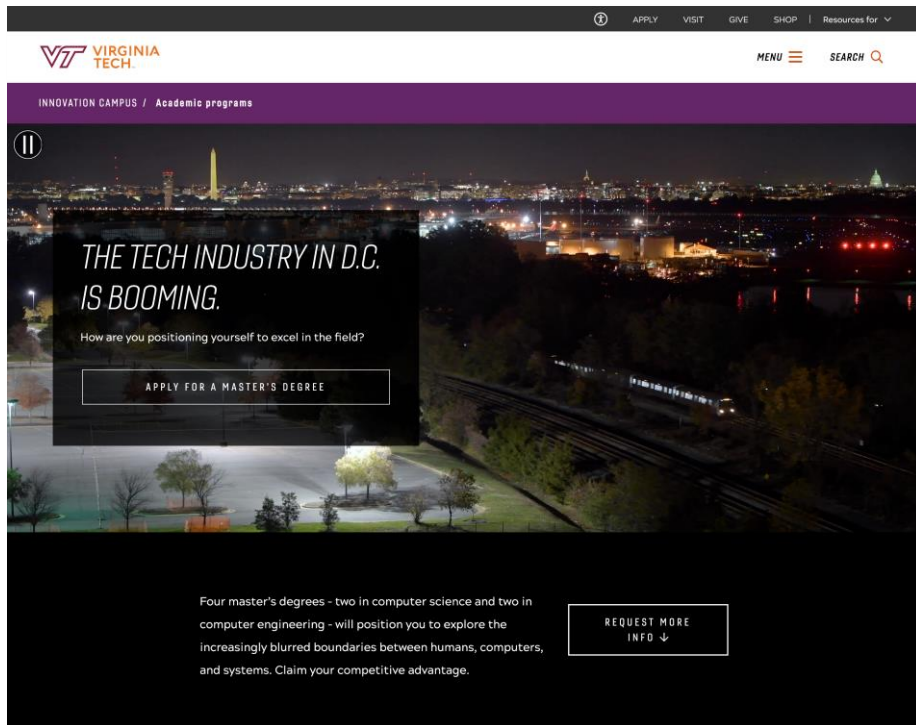 APPLY VISIT GIVE SHOP | Resources for
VT VIRGINIA
TECH.
MENU SEARCH
INNOVATION CAMPUS / Academic programs
THE TECH INDUSTRY IN D.C.
IS BOOMING.
How are you positioning yourself to excel in the field?
APPLY FOR A MASTER'S DEGREE
Four master's degrees - two in computer science and two in
computer engineering - will position you to explore the
increasingly blurred boundaries between humans, computers,
and systems. Claim your competitive advantage.
REQUEST MORE
INFO ↓